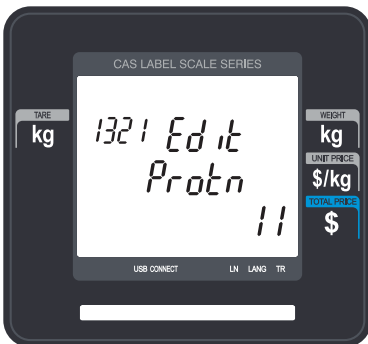 CAS LABEL SCALE SERIES
TARE
kg
1321 Edit
Protn
11
WEIGHT
kg
UNIT PRICE
$/kg
TOTAL PRICE
$
USB CONNECT LN LANG TR